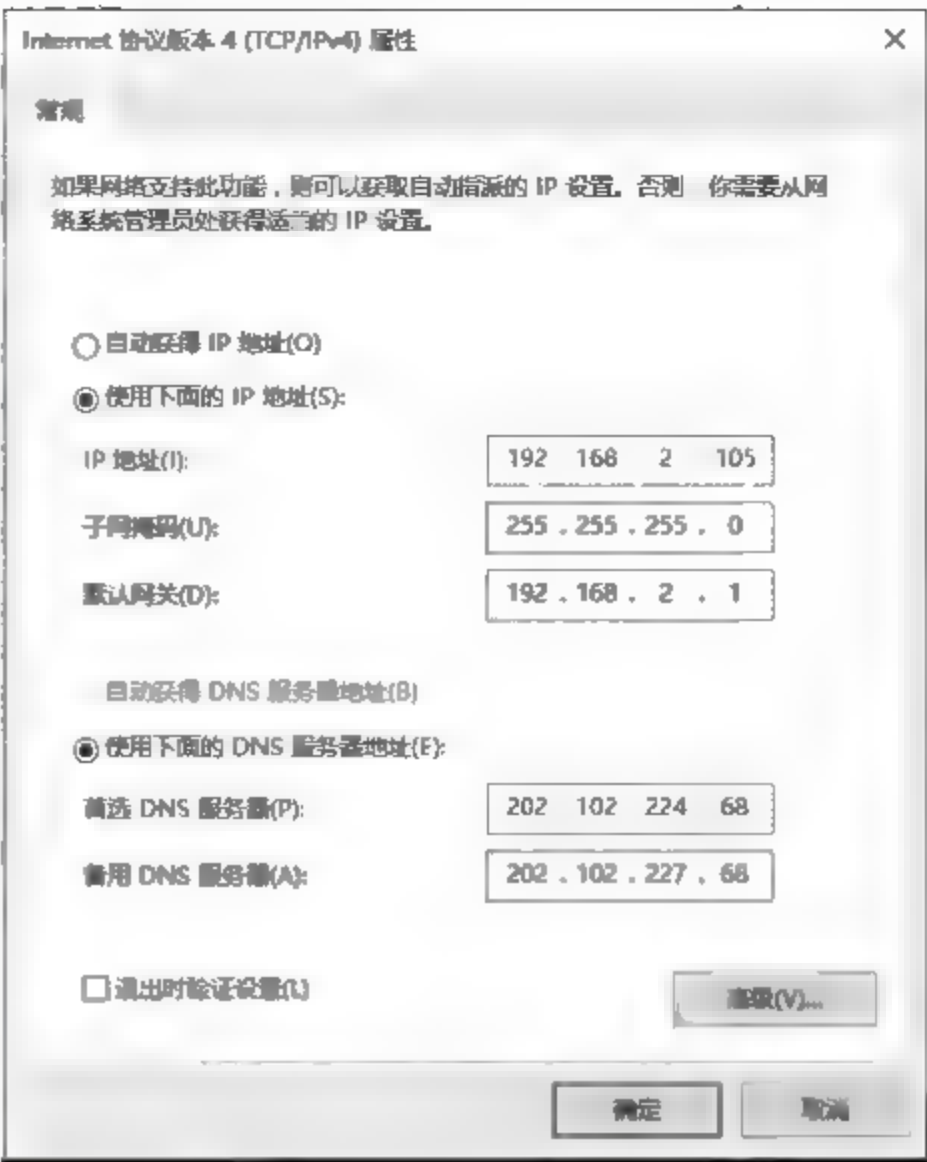 Internet 协议版本 4 (TCP/IPv4) 属性
常规
如果网络支持此功能，则可以获取自动指派的 IP 设置。否则 你需要从网
络系统管理员处获得适当的 IP 设置。
自动获得 IP 地址(O)
使用下面的 IP 地址(S):
IP 地址(I): 192 168 2 105
子网掩码(U): 255 . 255 . 255 . 0
默认网关(D): 192 . 168 . 2 . 1
自动获得 DNS 服务器地址(B)
使用下面的 DNS 服务器地址(E):
首选 DNS 服务器(P): 202 102 224 68
备用 DNS 服务器(A): 202 . 102 . 227 . 68
退出时验证设置(L)
高级(V)...
确定
取消